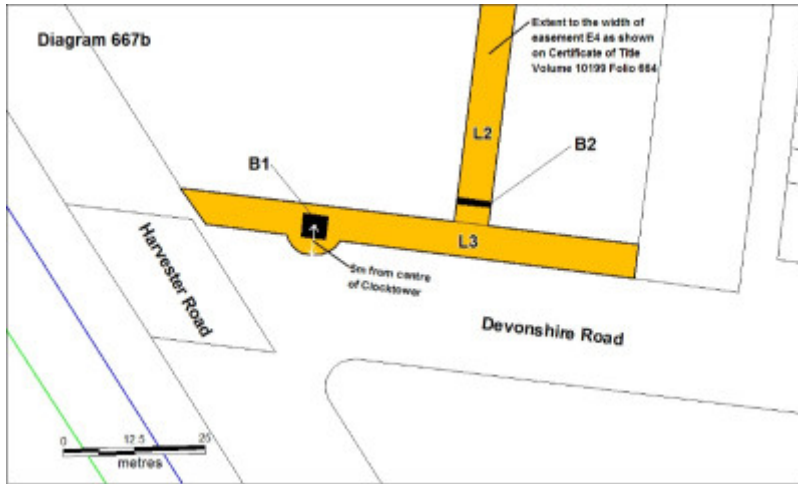 Diagram 667b
Extent to the width of
easement E4 as shown
on Certificate of Title
Volume 10199 Folio 664
L2
B2
B1
L3
5m from centre
of Clocktower
Harvester Road
Devonshire Road
0 12.5 25
metres